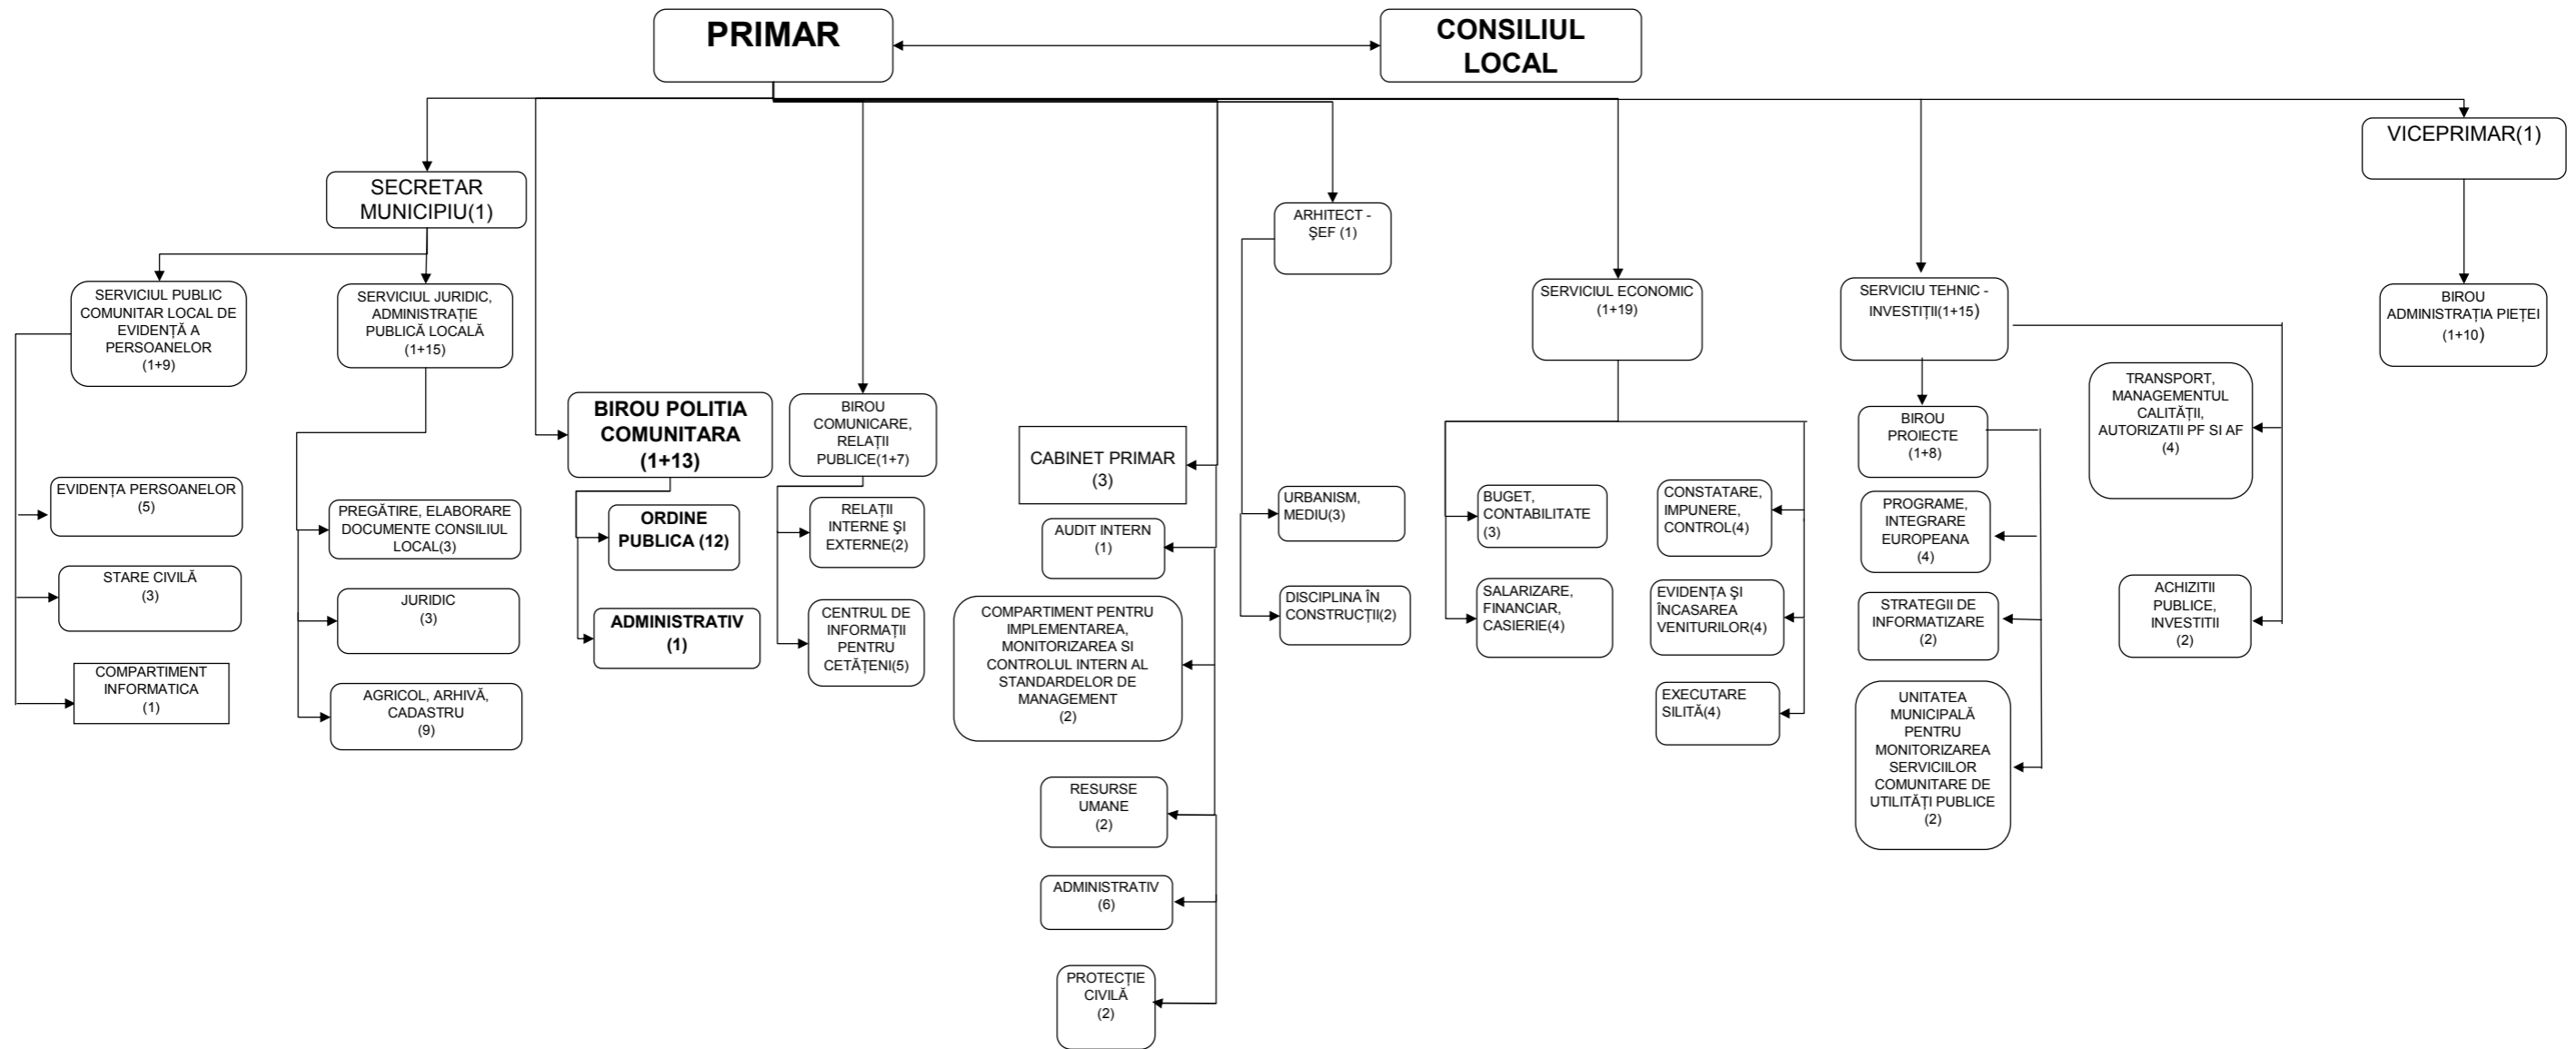 PRIMAR
CONSILIUL
LOCAL
VICEPRIMAR(1)
SECRETAR
MUNICIPIU(1)
ARHITECT -
ŞEF (1)
SERVICIUL PUBLIC
COMUNITAR LOCAL DE
EVIDENȚĂ A
PERSOANELOR
(1+9)
SERVICIUL JURIDIC,
ADMINISTRAȚIE
PUBLICĂ LOCALĂ
(1+15)
SERVICIUL ECONOMIC
(1+19)
SERVICIU TEHNIC -
INVESTIȚII(1+15)
BIROU
ADMINISTRAȚIA PIEȚEI
(1+10)
BIROU POLITIA
COMUNITARA
(1+13)
BIROU
COMUNICARE,
RELAȚII
PUBLICE(1+7)
CABINET PRIMAR
(3)
BIROU
PROIECTE
(1+8)
TRANSPORT,
MANAGEMENTUL
CALITĂȚII,
AUTORIZATII PF SI AF
(4)
EVIDENȚA PERSOANELOR
(5)
PREGĂTIRE, ELABORARE
DOCUMENTE CONSILIUL
LOCAL(3)
ORDINE
PUBLICA (12)
RELAȚII
INTERNE ŞI
EXTERNE(2)
AUDIT INTERN
(1)
URBANISM,
MEDIU(3)
BUGET,
CONTABILITATE
(3)
CONSTATARE,
IMPUNERE,
CONTROL(4)
PROGRAME,
INTEGRARE
EUROPEANA
(4)
STARE CIVILĂ
(3)
JURIDIC
(3)
ADMINISTRATIV
(1)
CENTRUL DE
INFORMAȚII
PENTRU
CETĂȚENI(5)
COMPARTIMENT PENTRU
IMPLEMENTAREA,
MONITORIZAREA SI
CONTROLUL INTERN AL
STANDARDELOR DE
MANAGEMENT
(2)
DISCIPLINA ÎN
CONSTRUCȚII(2)
SALARIZARE,
FINANCIAR,
CASIERIE(4)
EVIDENȚA ŞI
ÎNCASAREA
VENITURILOR(4)
STRATEGII DE
INFORMATIZARE
(2)
ACHIZITII
PUBLICE,
INVESTITII
(2)
COMPARTIMENT
INFORMATICA
(1)
AGRICOL, ARHIVĂ,
CADASTRU
(9)
EXECUTARE
SILITĂ(4)
UNITATEA
MUNICIPALĂ
PENTRU
MONITORIZAREA
SERVICIILOR
COMUNITARE DE
UTILITĂȚI PUBLICE
(2)
RESURSE
UMANE
(2)
ADMINISTRATIV
(6)
PROTECȚIE
CIVILĂ
(2)